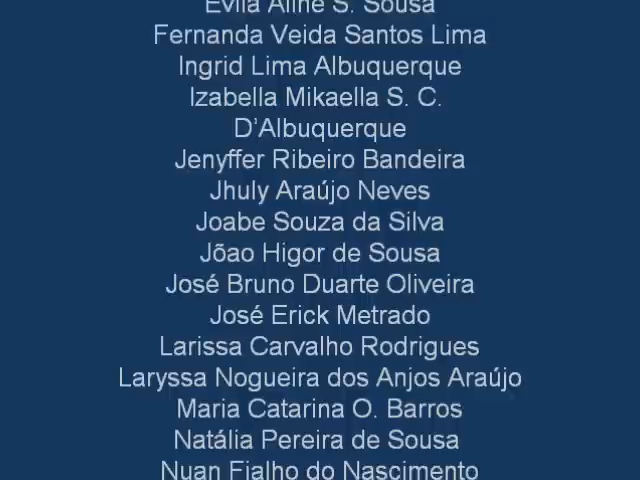 Evila Aline S. Sousa
Fernanda Veida Santos Lima
Ingrid Lima Albuquerque
Izabella Mikaella S. C.
D'Albuquerque
Jenyffer Ribeiro Bandeira
Jhuly Araújo Neves
Joabe Souza da Silva
Jõao Higor de Sousa
José Bruno Duarte Oliveira
José Erick Metrado
Larissa Carvalho Rodrigues
Laryssa Nogueira dos Anjos Araújo
Maria Catarina O. Barros
Natália Pereira de Sousa
Nuan Fialho do Nascimento